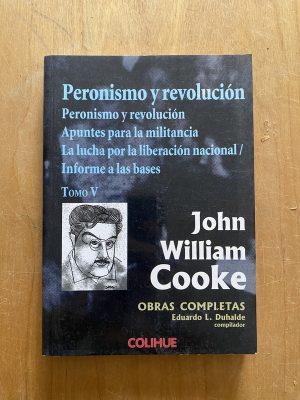 Peronismo y revolución
Peronismo y revolución
Apuntes para la militancia
La lucha por la liberación nacional /
Informe a las bases
Tomo V
John
William
Cooke
OBRAS COMPLETAS
Eduardo L. Duhalde
compilador
COLIHUE